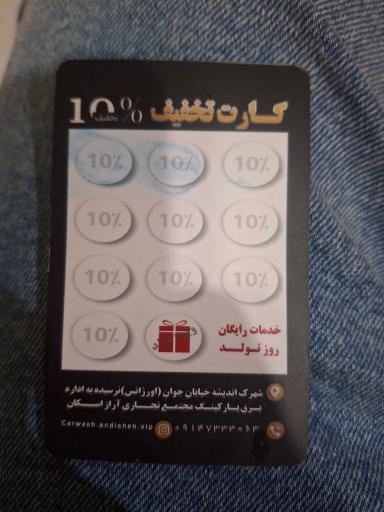 کارت تخفیف 10% تخفیف
10% 10% 10%
10% 10% 10%
10% 10% 10%
10%
خدمات رایگان
روز تولد
شهرک اندیشه خیابان جوان (اورژانس) نرسیده به اداره
برق پارکینگ مجتمع تجاری آراز اسکان
۰۹۱۴۷۳۳۳۰۶۳ Carwash.andisheh.vip